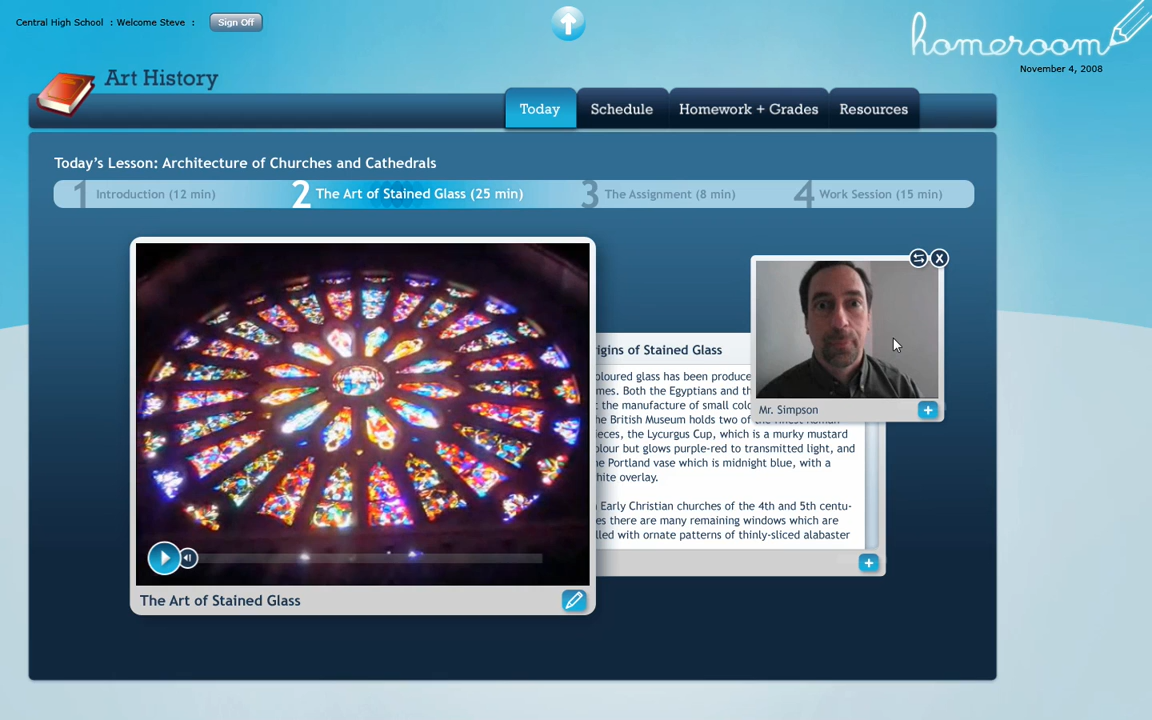 Central High School : Welcome Steve :
Sign Off
homeroom
November 4, 2008
Art History
Today
Schedule
Homework + Grades
Resources
Today's Lesson: Architecture of Churches and Cathedrals
1 Introduction (12 min)
2 The Art of Stained Glass (25 min)
3 The Assignment (8 min)
4 Work Session (15 min)
X
Mr. Simpson
+
rigins of Stained Glass
oloured glass has been produce
mes. Both the Egyptians and th
t the manufacture of small colo
he British Museum holds two of
ieces, the Lycurgus Cup, which is a murky mustard
olour but glows purple-red to transmitted light, and
he Portland vase which is midnight blue, with a
hite overlay.
Early Christian churches of the 4th and 5th centu-
es there are many remaining windows which are
lled with ornate patterns of thinly-sliced alabaster
+
The Art of Stained Glass